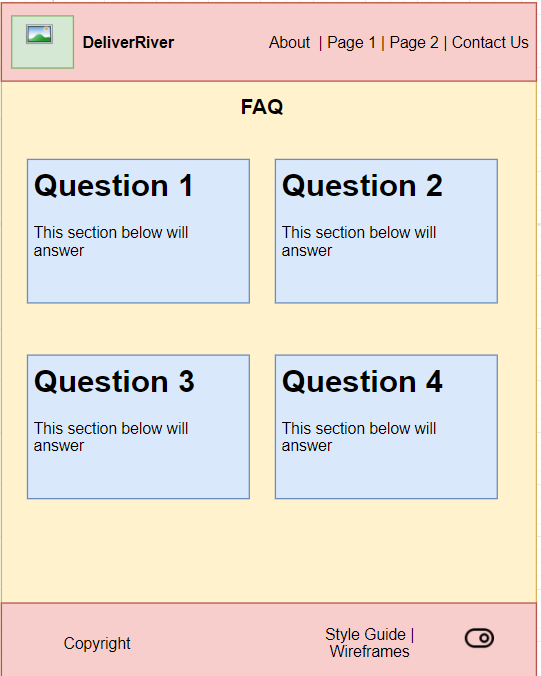 DeliverRiver
About | Page 1 | Page 2 | Contact Us
FAQ
Question 1
This section below will
answer
Question 2
This section below will
answer
Question 3
This section below will
answer
Question 4
This section below will
answer
Copyright
Style Guide |
Wireframes